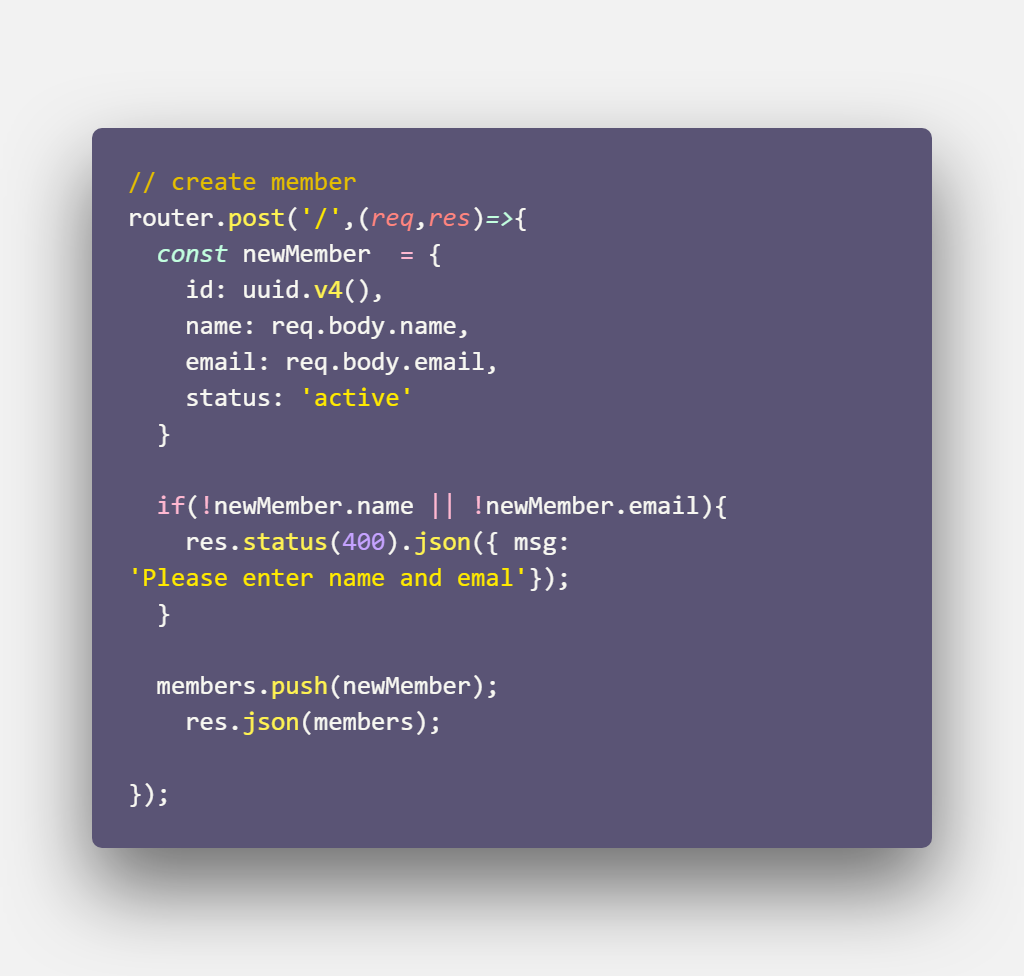 // create member
router.post('/',(req,res)=>{
  const newMember  = {
    id: uuid.v4(),
    name: req.body.name,
    email: req.body.email,
    status: 'active'
  }

  if(!newMember.name || !newMember.email){
    res.status(400).json({ msg:
'Please enter name and emal'});
  }

  members.push(newMember);
    res.json(members);

});